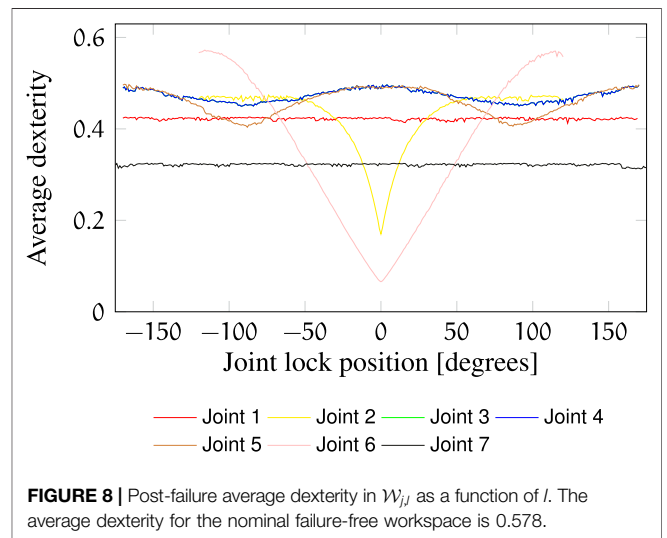 0.6
0.4
0.2
0
Average dexterity
−150 −100 −50 0 50 100 150
Joint lock position [degrees]
Joint 1 Joint 2 Joint 3 Joint 4
Joint 5 Joint 6 Joint 7
FIGURE 8 | Post-failure average dexterity in 𝒲j,l as a function of l. The
average dexterity for the nominal failure-free workspace is 0.578.